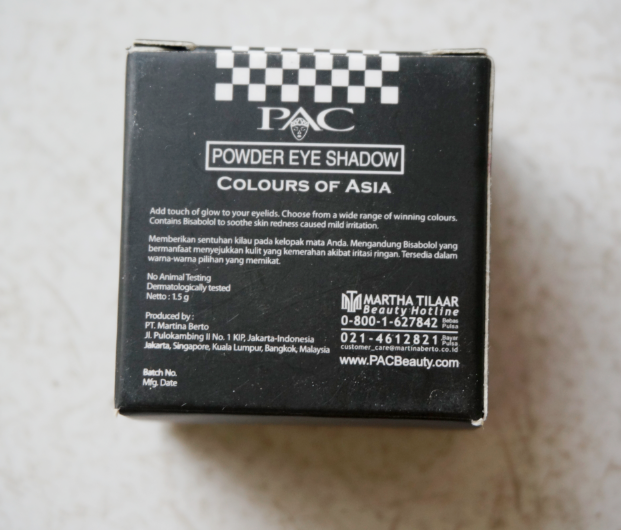 PAC
POWDER EYE SHADOW
COLOURS OF ASIA
Add touch of glow to your eyelids. Choose from a wide range of winning colours.
Contains Bisabolol to soothe skin redness caused mild irritation.
Memberikan sentuhan kilau pada kelopak mata Anda. Mengandung Bisabolol yang
bermanfaat menyejukkan kulit yang kemerahan akibat iritasi ringan. Tersedia dalam
warna-warna pilihan yang memikat.
No Animal Testing
Dermatologically tested
Netto : 1.5 g
Produced by :
PT. Martina Berto
Jl. Pulokambing II No. 1 KIP, Jakarta-Indonesia
Jakarta, Singapore, Kuala Lumpur, Bangkok, Malaysia
Batch No.
Mfg. Date
MARTHA TILAAR
Beauty Hotline
0-800-1-627842 Bebas Pulsa
021-4612821 Bayar Pulsa
customer_care@martinaberto.co.id
www.PACBeauty.com